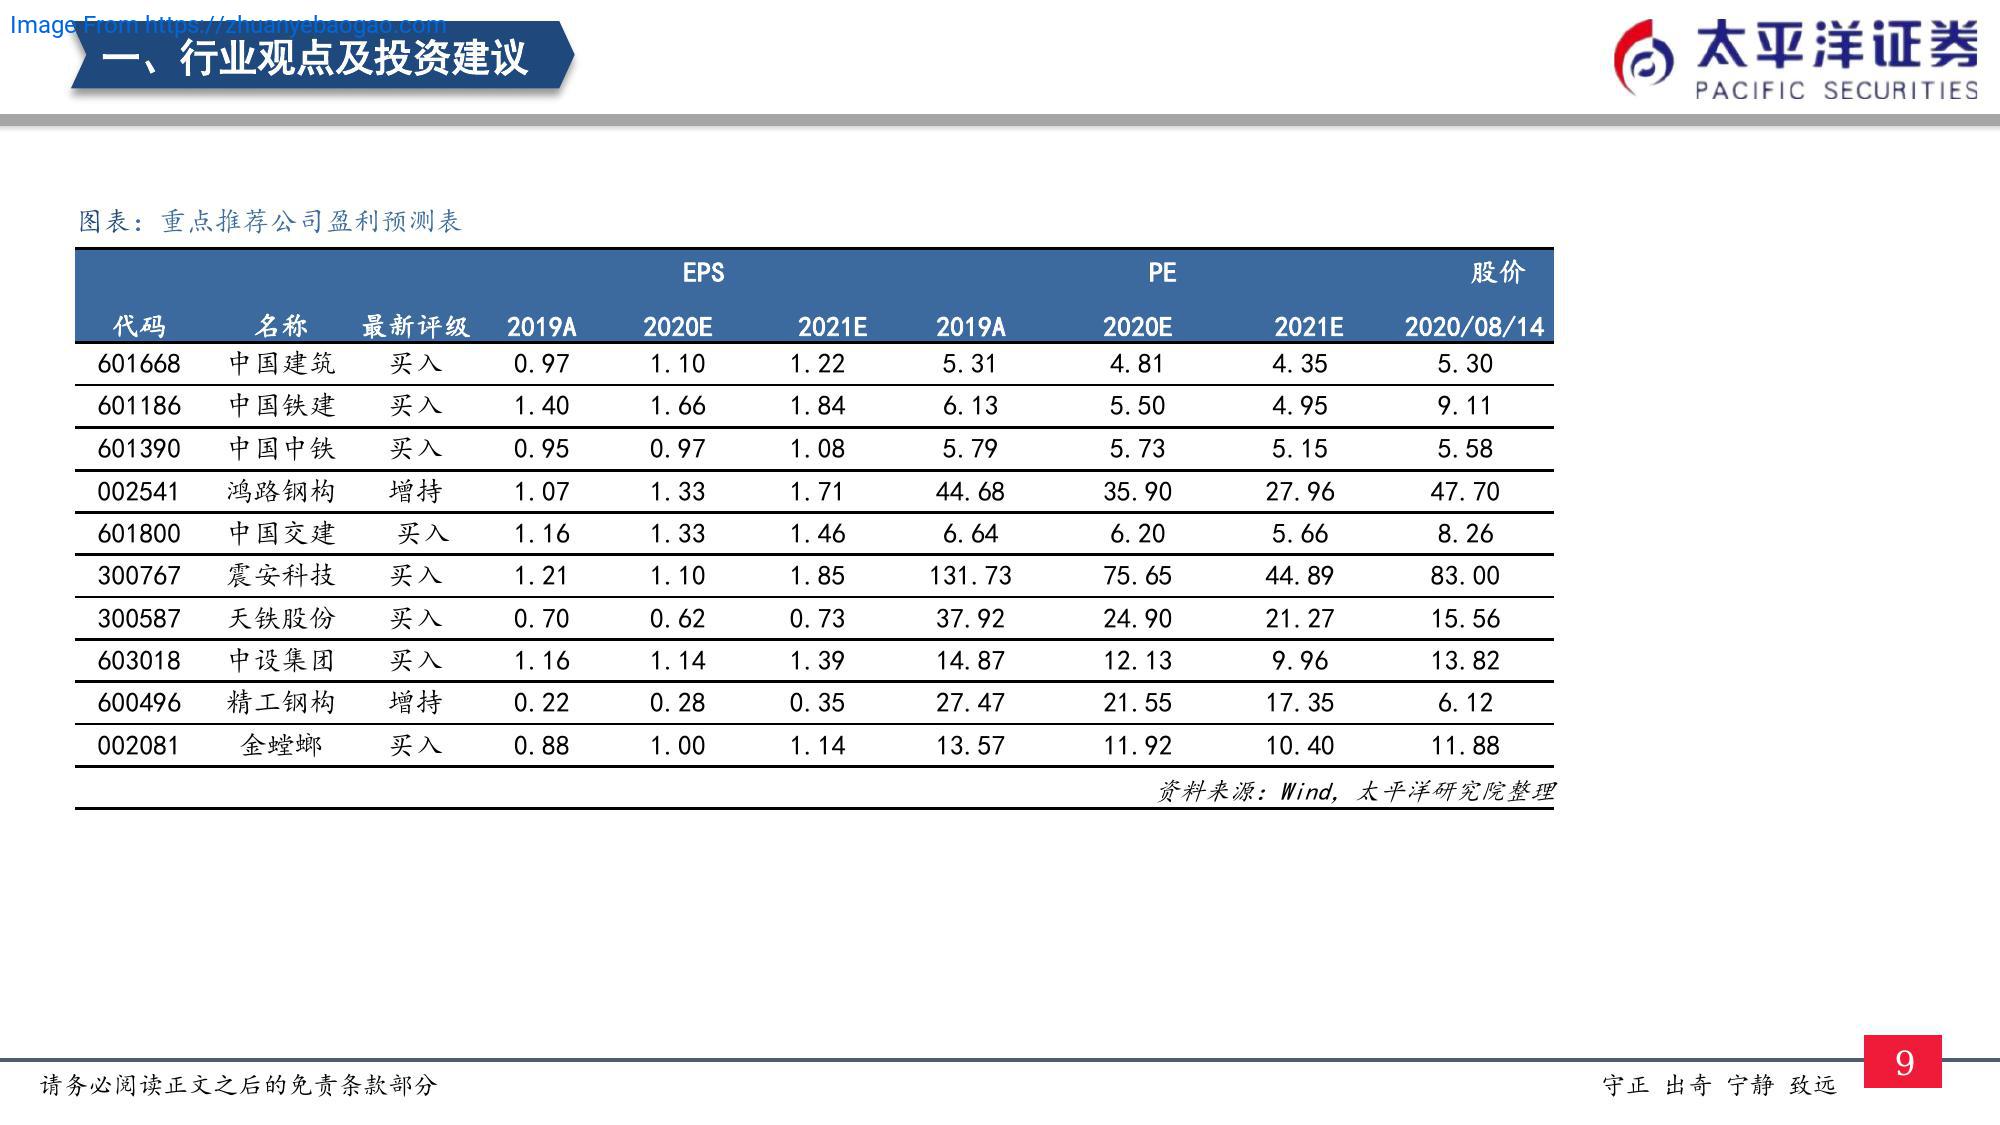 Image From https://zhuanyebaogao.com
一、行业观点及投资建议
太平洋证券
PACIFIC SECURITIES
图表：重点推荐公司盈利预测表
EPS PE 股价
代码 名称 最新评级 2019A 2020E 2021E 2019A 2020E 2021E 2020/08/14
601668 中国建筑 买入 0.97 1.10 1.22 5.31 4.81 4.35 5.30
601186 中国铁建 买入 1.40 1.66 1.84 6.13 5.50 4.95 9.11
601390 中国中铁 买入 0.95 0.97 1.08 5.79 5.73 5.15 5.58
002541 鸿路钢构 增持 1.07 1.33 1.71 44.68 35.90 27.96 47.70
601800 中国交建 买入 1.16 1.33 1.46 6.64 6.20 5.66 8.26
300767 震安科技 买入 1.21 1.10 1.85 131.73 75.65 44.89 83.00
300587 天铁股份 买入 0.70 0.62 0.73 37.92 24.90 21.27 15.56
603018 中设集团 买入 1.16 1.14 1.39 14.87 12.13 9.96 13.82
600496 精工钢构 增持 0.22 0.28 0.35 27.47 21.55 17.35 6.12
002081 金螳螂 买入 0.88 1.00 1.14 13.57 11.92 10.40 11.88
资料来源：Wind，太平洋研究院整理
请务必阅读正文之后的免责条款部分
守正 出奇 宁静 致远
9